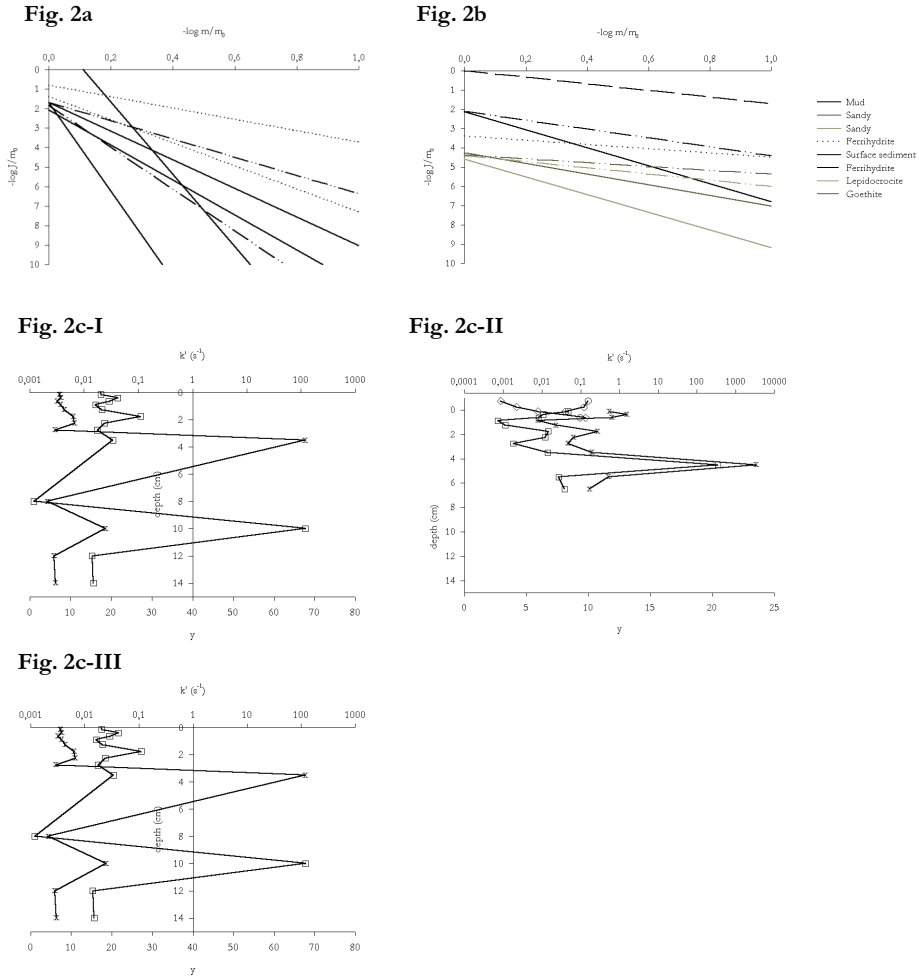 Fig. 2a
Fig. 2b
-log m/m₀
-log m/m₀
0,0 0,2 0,4 0,6 0,8 1,0
0,0 0,2 0,4 0,6 0,8 1,0
-log J/m₀
0
1
2
3
4
5
6
7
8
9
10
-log J/m₀
0
1
2
3
4
5
6
7
8
9
10
Mud
Sandy
Sandy
Ferrihydrite
Surface sediment
Ferrihydrite
Lepidocrocite
Goethite
Fig. 2c-I
k' (s⁻¹)
0,001 0,01 0,1 1 10 100 1000
0
2
4
6
8
10
12
14
depth (cm)
0 10 20 30 40 50 60 70 80
y
Fig. 2c-II
k' (s⁻¹)
0,0001 0,001 0,01 0,1 1 10 100 1000 10000
0
2
4
6
8
10
12
14
depth (cm)
0 5 10 15 20 25
y
Fig. 2c-III
k' (s⁻¹)
0,001 0,01 0,1 1 10 100 1000
0
2
4
6
8
10
12
14
depth (cm)
0 10 20 30 40 50 60 70 80
y